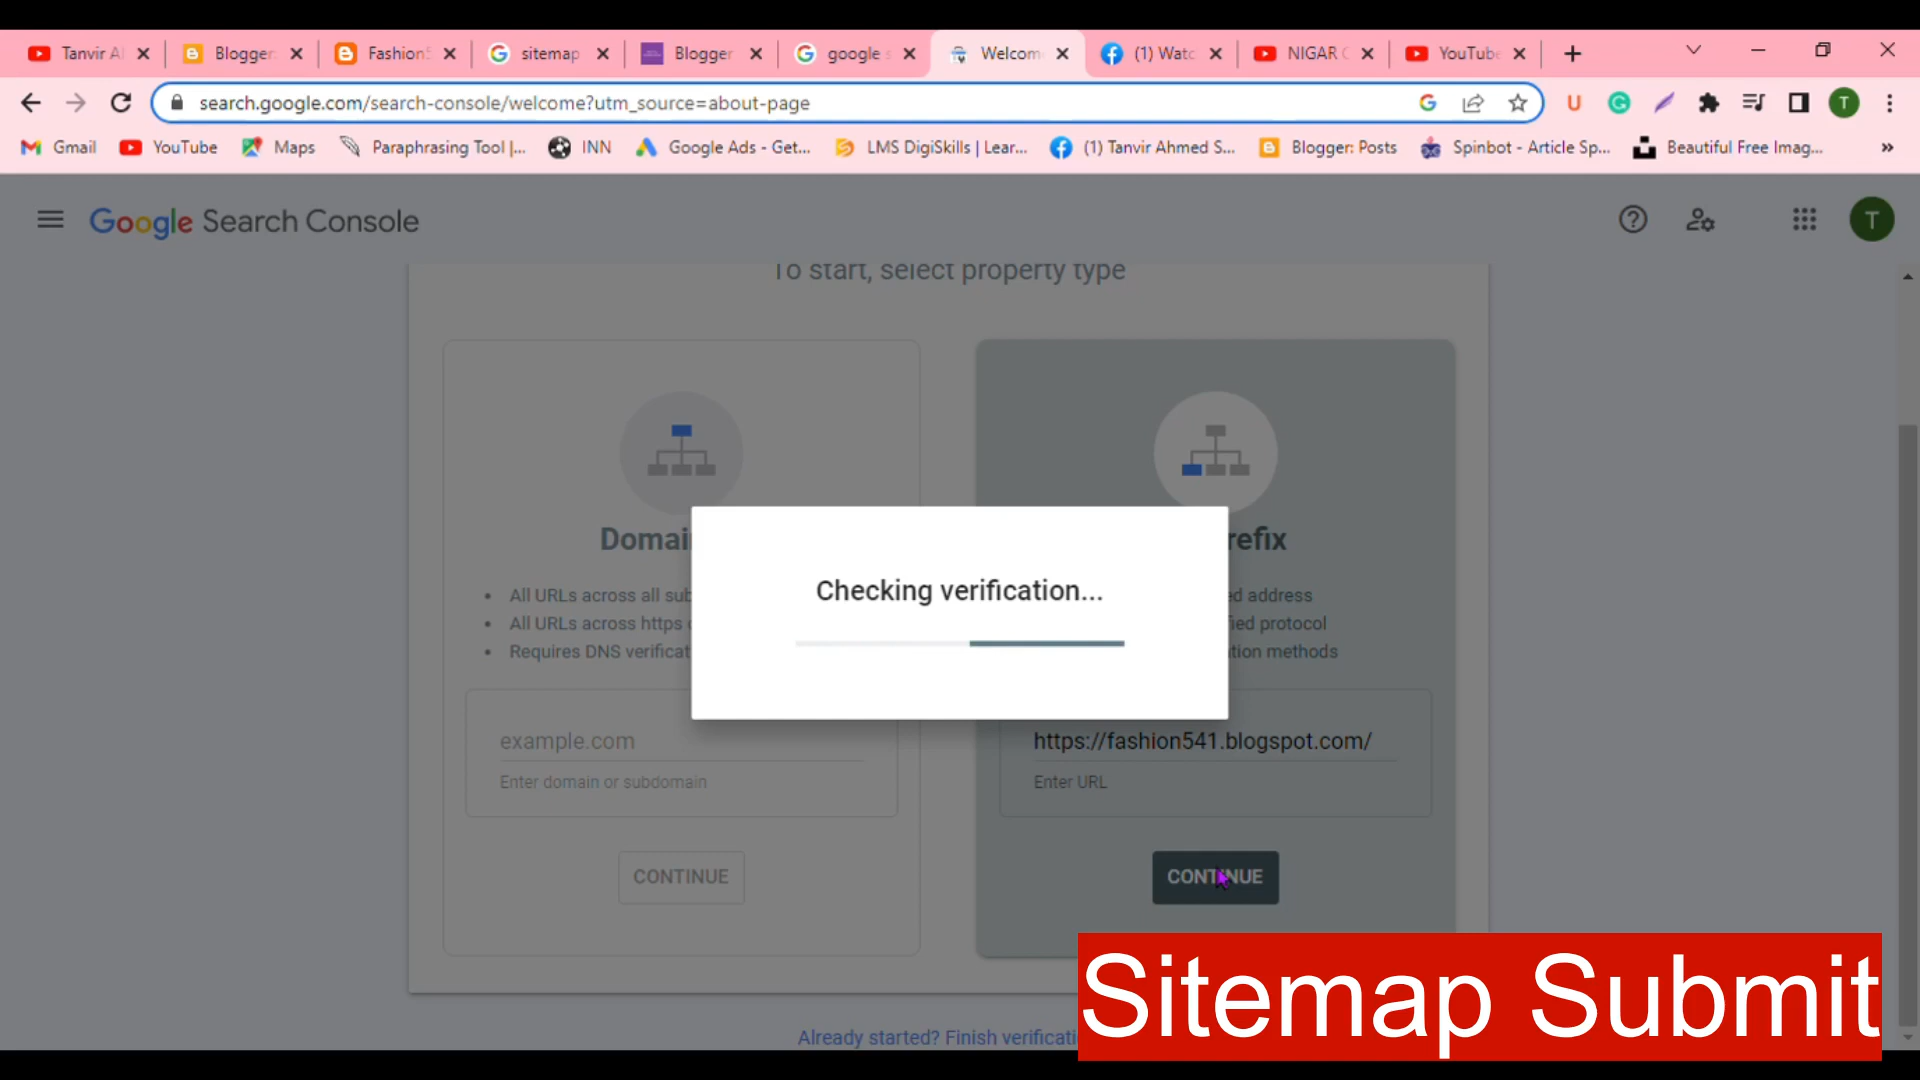 Tanvir A
Blogger:
Fashion5
sitemap
Blogger
google s
Welcom
(1) Watc
NIGAR
YouTube
search.google.com/search-console/welcome?utm_source=about-page
Gmail
YouTube
Maps
Paraphrasing Tool |...
INN
Google Ads - Get...
LMS DigiSkills | Lear...
(1) Tanvir Ahmed S...
Blogger: Posts
Spinbot - Article Sp...
Beautiful Free Imag...
»
T
Google Search Console
T
To start, select property type
Domai
refix
All URLs across all sub
d address
All URLs across https
ied protocol
Requires DNS verificat
tion methods
Checking verification...
example.com
https://fashion541.blogspot.com/
Enter domain or subdomain
Enter URL
CONTINUE
CONTINUE
Already started? Finish verificati
Sitemap Submit